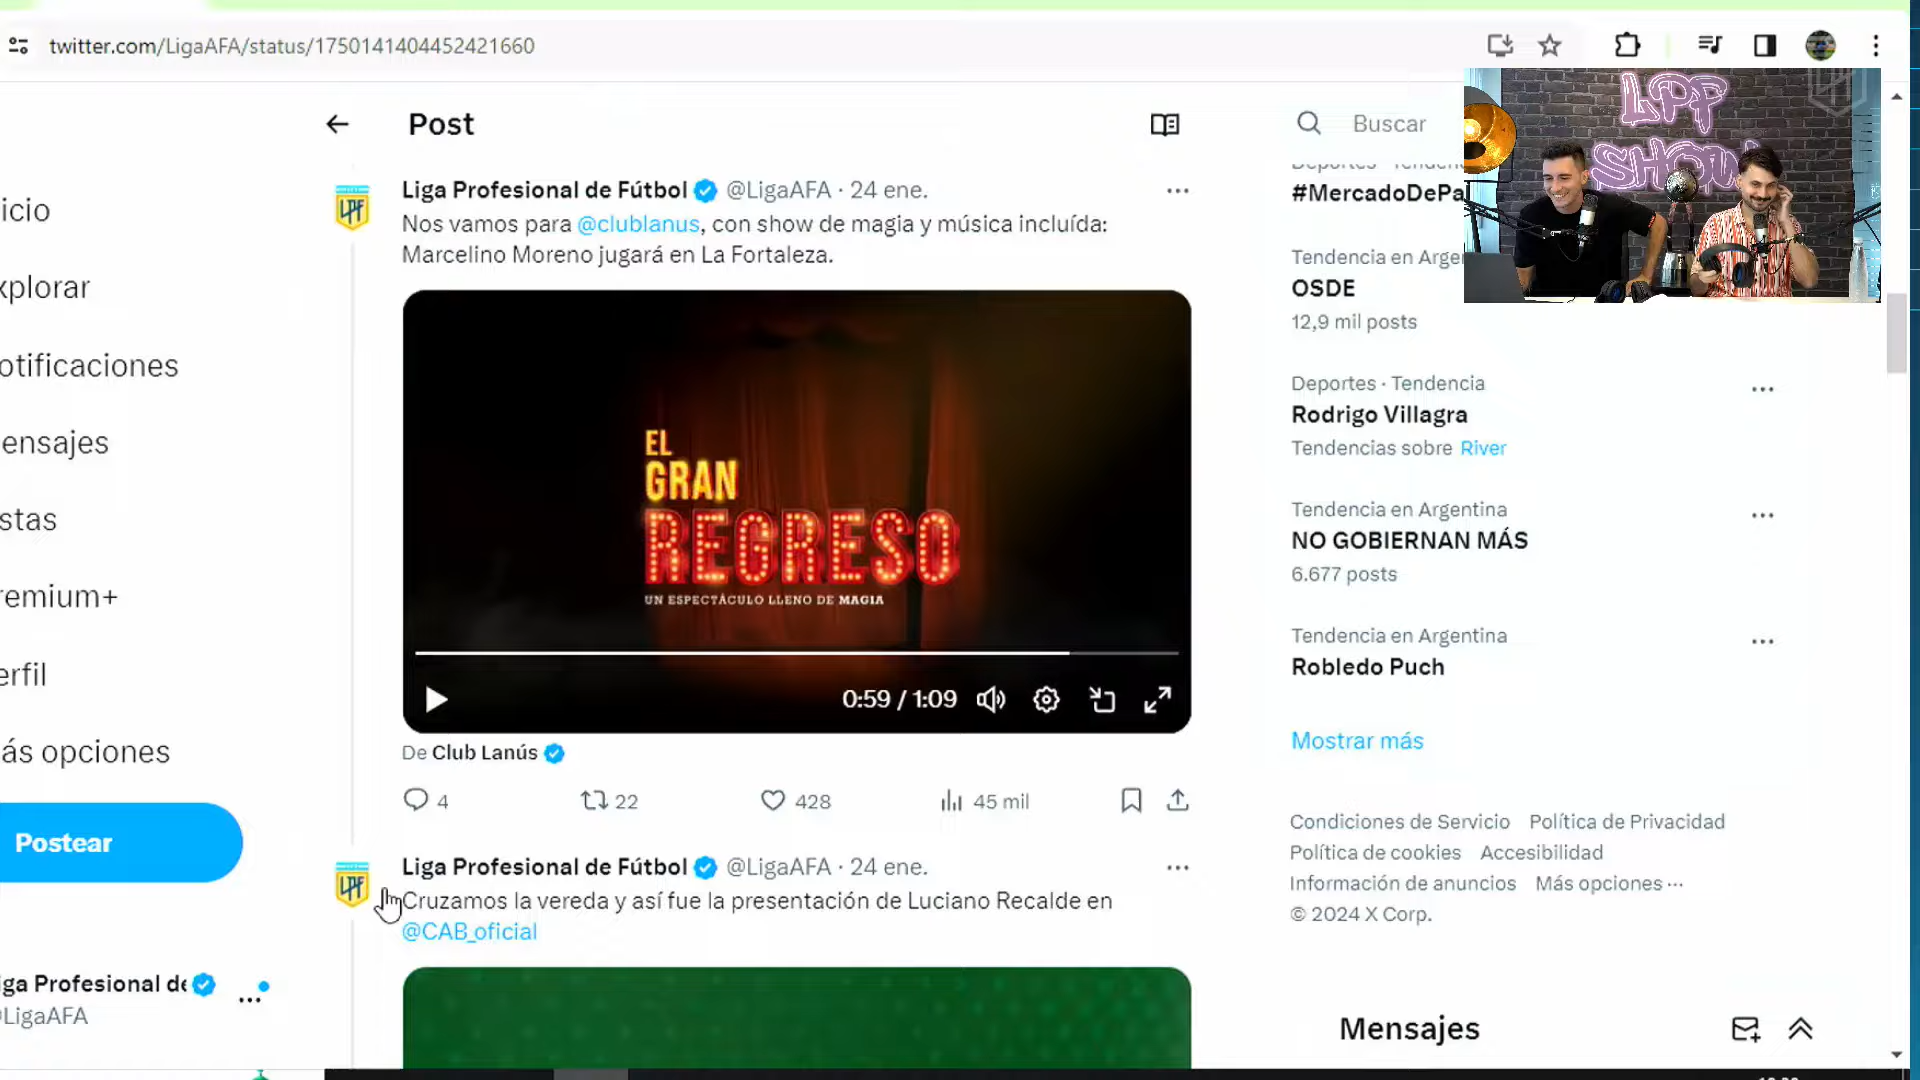 twitter.com/LigaAFA/status/1750141404452421660
Post
Buscar
icio
xplorar
otificaciones
ensajes
stas
remium+
erfil
ás opciones
Postear
iga Profesional de
LigaAFA
LPF
Liga Profesional de Fútbol @LigaAFA · 24 ene.
Nos vamos para @clublanus, con show de magia y música incluída:
Marcelino Moreno jugará en La Fortaleza.
EL
GRAN
REGRESO
UN ESPECTÁCULO LLENO DE MAGIA
0:59 / 1:09
De Club Lanús
4
22
428
45 mil
LPF
Liga Profesional de Fútbol @LigaAFA · 24 ene.
Cruzamos la vereda y así fue la presentación de Luciano Recalde en
@CAB_oficial
#MercadoDePa
Tendencia en Arge
OSDE
12,9 mil posts
Deportes · Tendencia
Rodrigo Villagra
Tendencias sobre River
Tendencia en Argentina
NO GOBIERNAN MÁS
6.677 posts
Tendencia en Argentina
Robledo Puch
Mostrar más
Condiciones de Servicio Política de Privacidad
Política de cookies Accesibilidad
Información de anuncios Más opciones ···
© 2024 X Corp.
Mensajes
LPF
SHOW